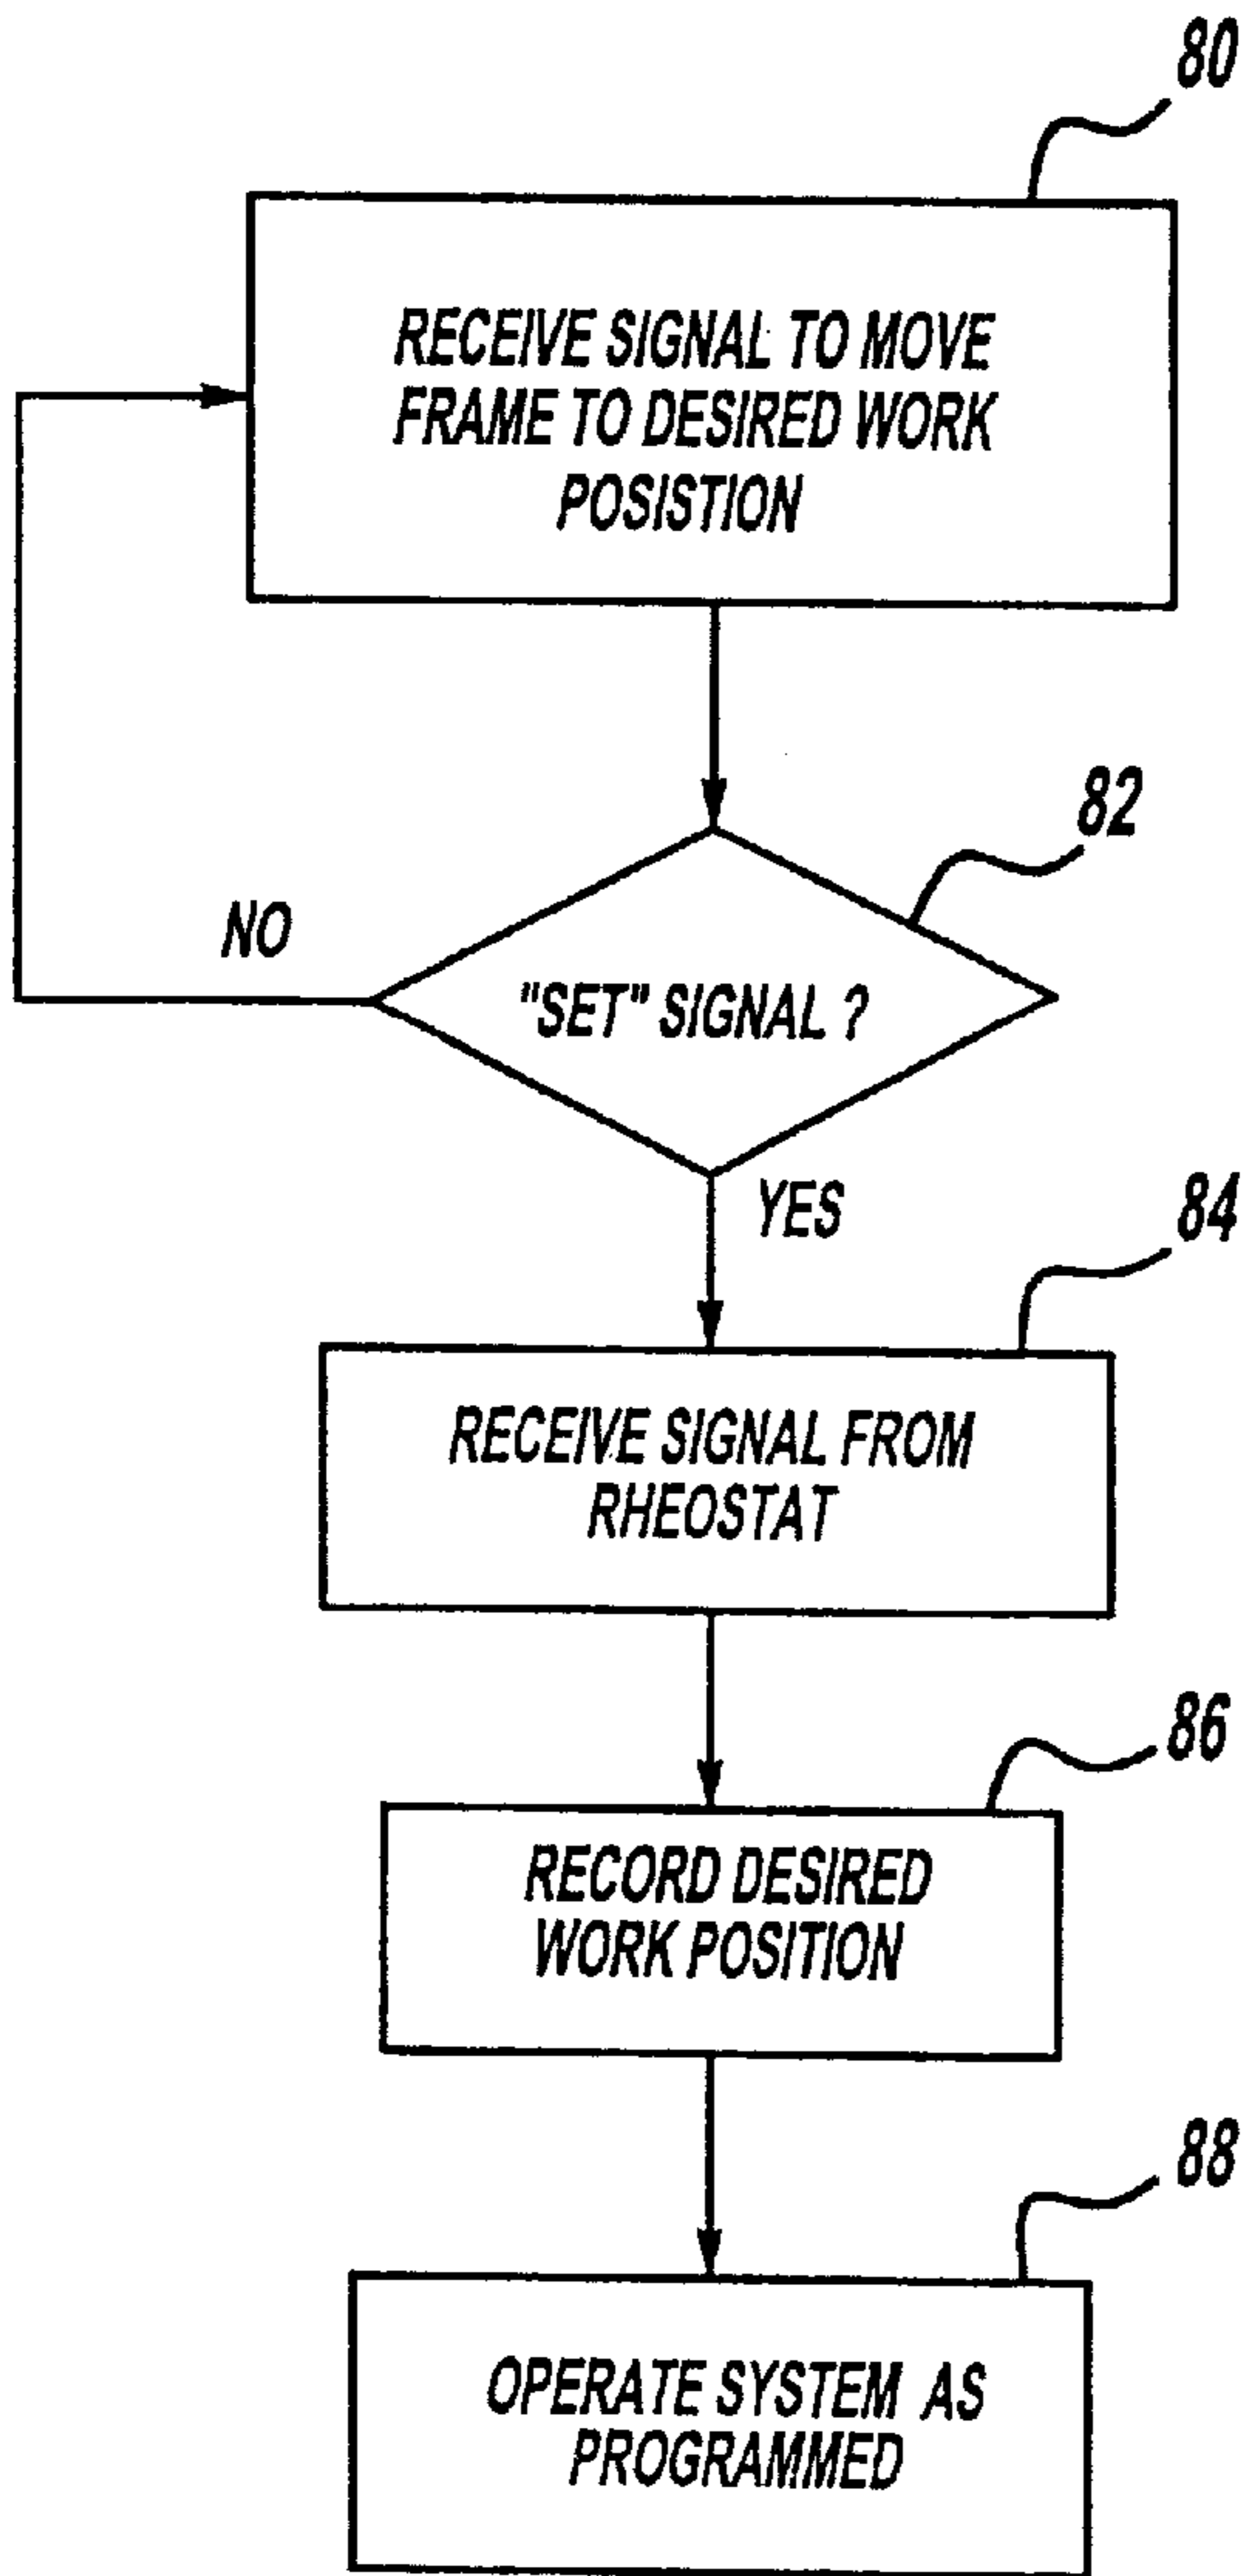 80
RECEIVE SIGNAL TO MOVE
FRAME TO DESIRED WORK
POSISTION
82
NO
"SET" SIGNAL ?
YES
84
RECEIVE SIGNAL FROM
RHEOSTAT
86
RECORD DESIRED
WORK POSITION
88
OPERATE SYSTEM AS
PROGRAMMED